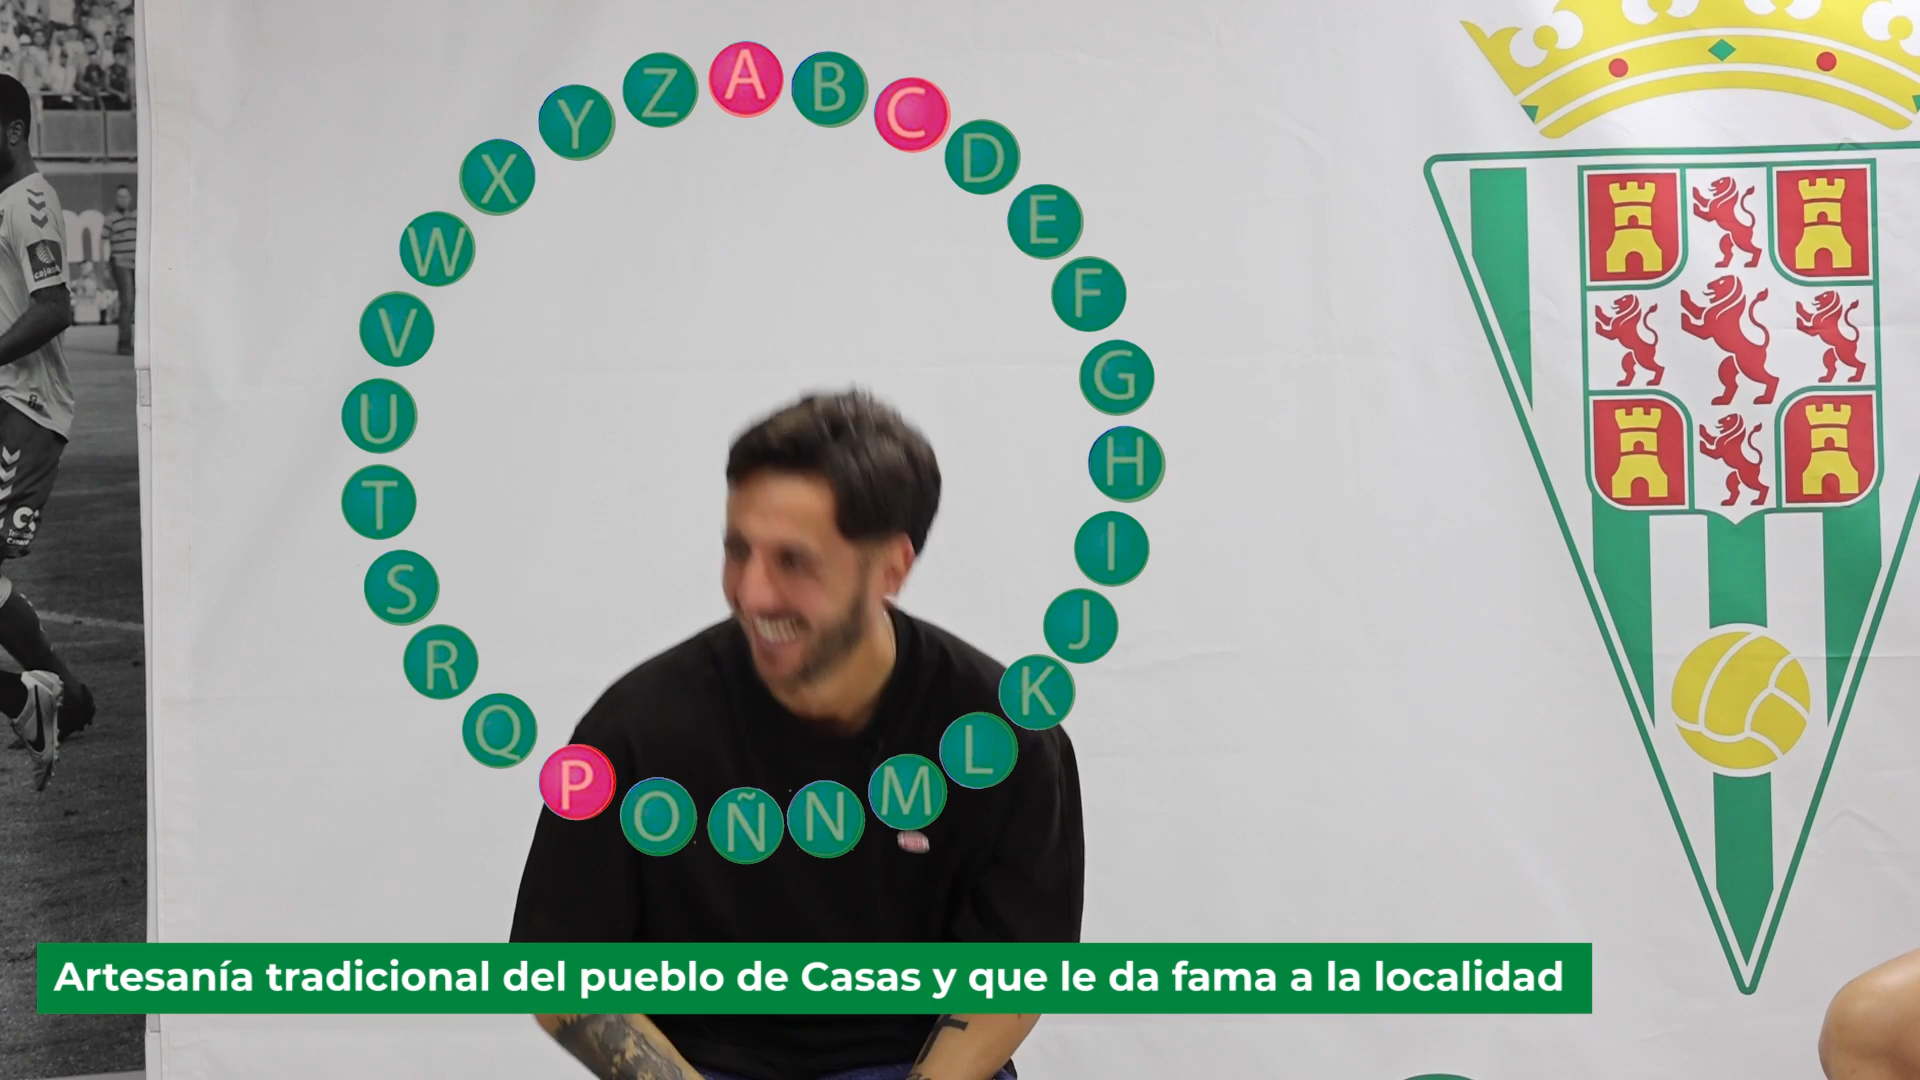 A
B
C
D
E
F
G
H
I
J
K
L
M
N
Ñ
O
P
Q
R
S
T
U
V
W
X
Y
Z
Artesanía tradicional del pueblo de Casas y que le da fama a la localidad